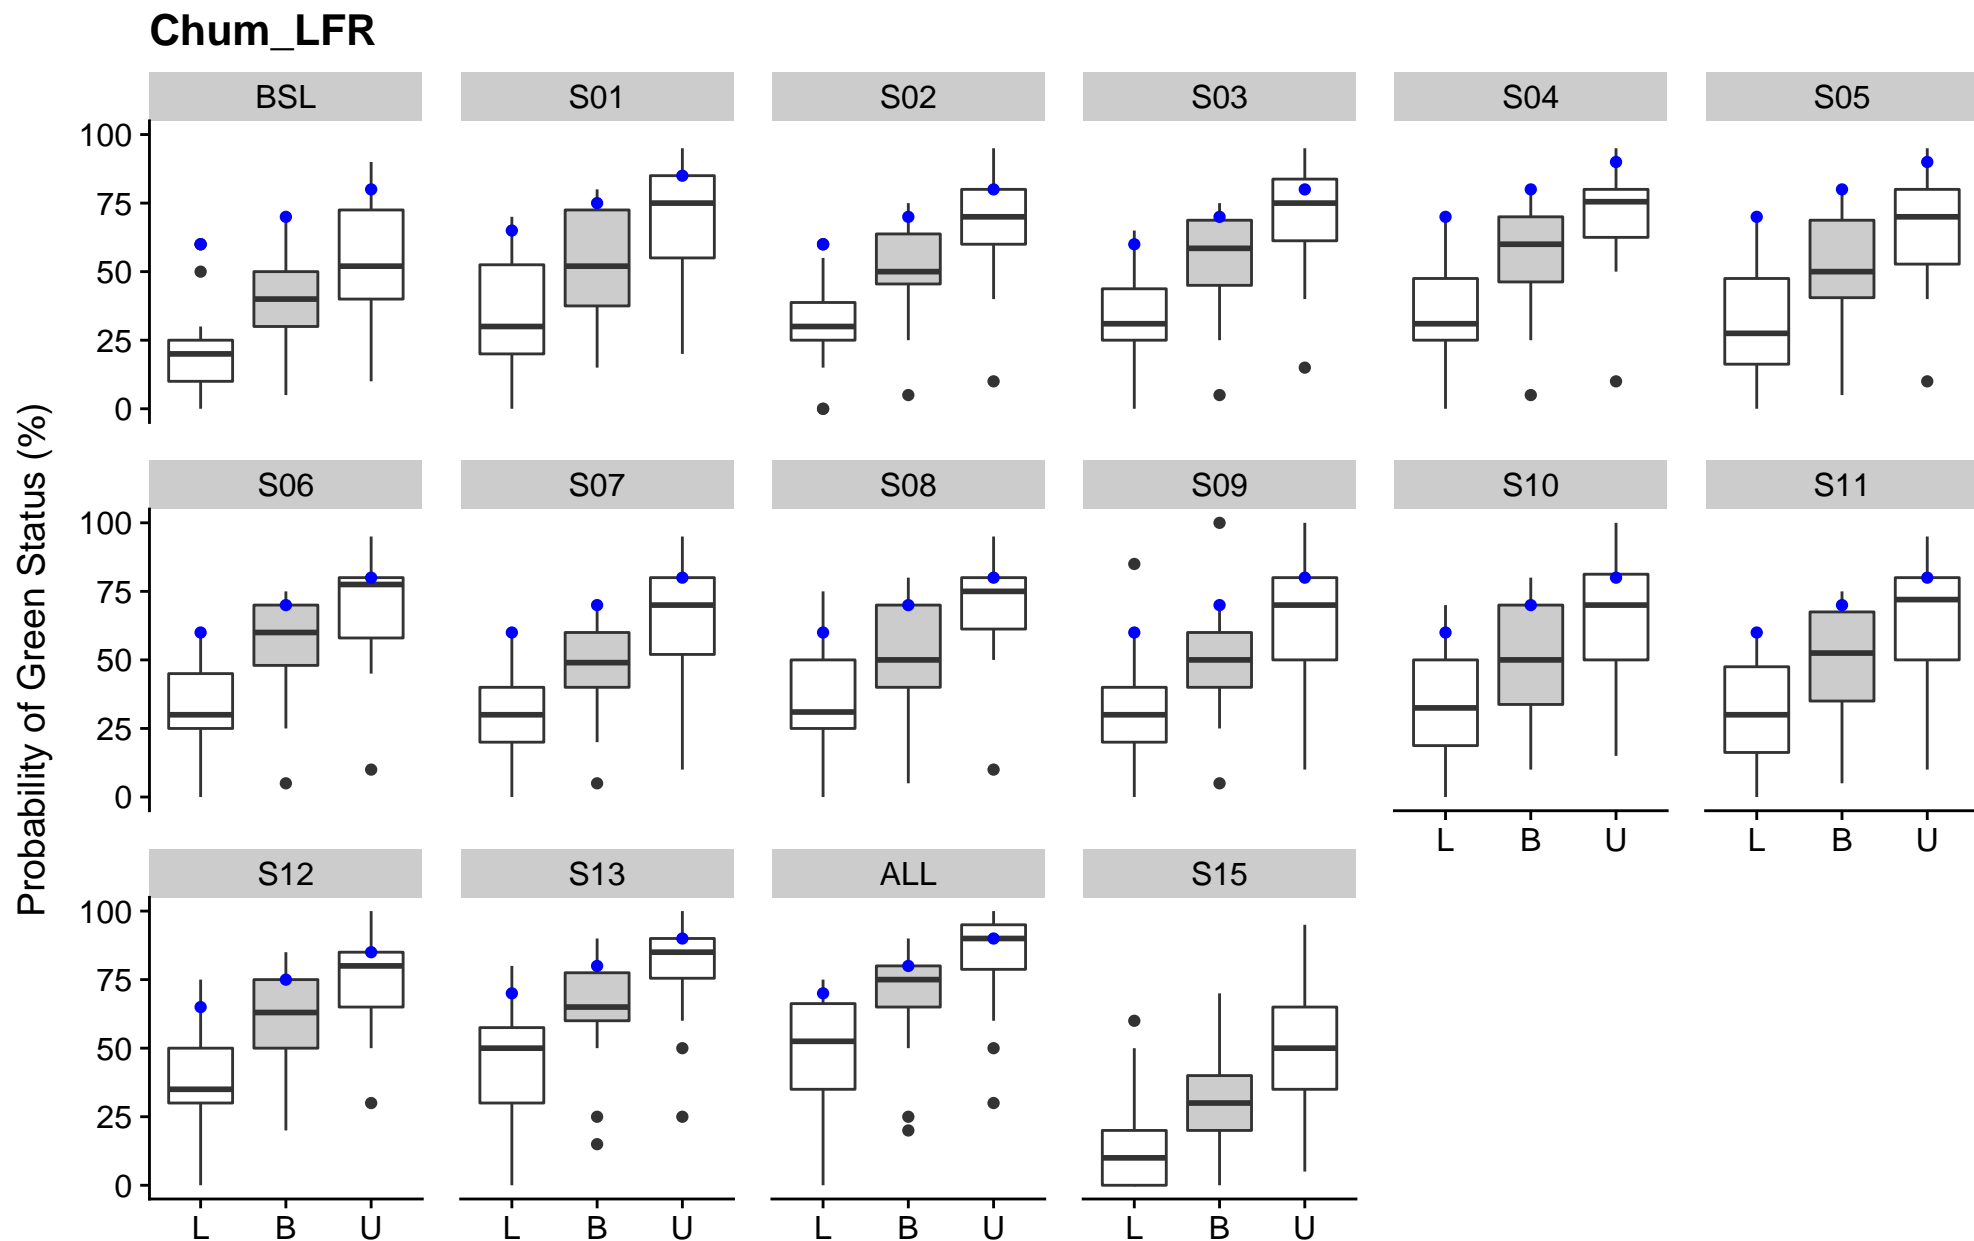 Chum_LFR
BSL S01 S02 S03 S04 S05
100
75
50
25
0
S06 S07 S08 S09 S10 S11
100
75
50
25
0
L B U L B U
S12 S13 ALL S15
100
75
50
25
0
L B U L B U L B U L B U
Probability of Green Status (%)